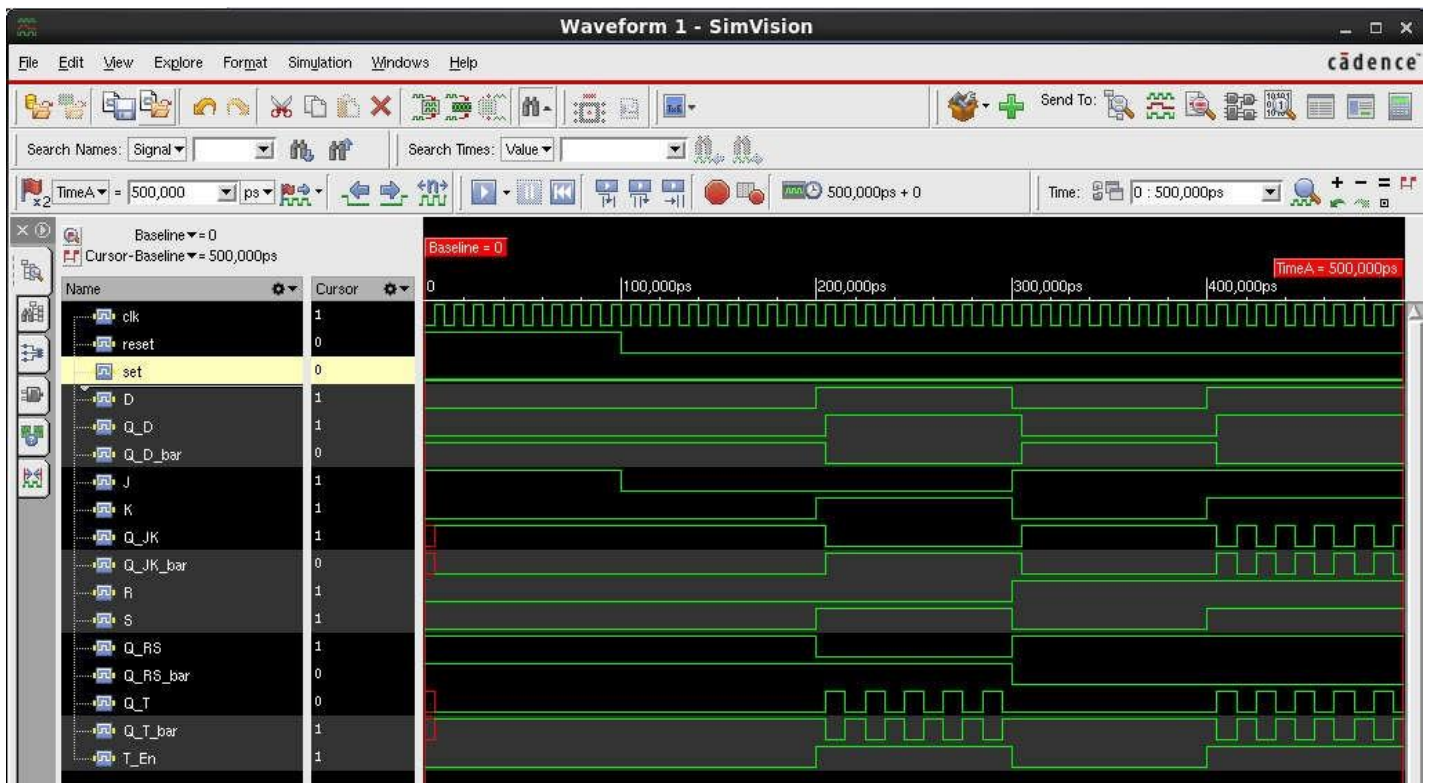 Waveform 1 - SimVision
File Edit View Explore Format Simulation Windows Help
cādence
Send To:
Search Names: Signal
Search Times: Value
x2 TimeA = 500,000 ps
500,000ps + 0
Time: 0 : 500,000ps
Baseline = 0
Cursor-Baseline = 500,000ps
Baseline = 0
TimeA = 500,000ps
Name Cursor 0 100,000ps 200,000ps 300,000ps 400,000ps
clk 1
reset 0
set 0
D 1
Q_D 1
Q_D_bar 0
J 1
K 1
Q_JK 1
Q_JK_bar 0
R 1
S 1
Q_RS 1
Q_RS_bar 0
Q_T 0
Q_T_bar 1
T_En 1